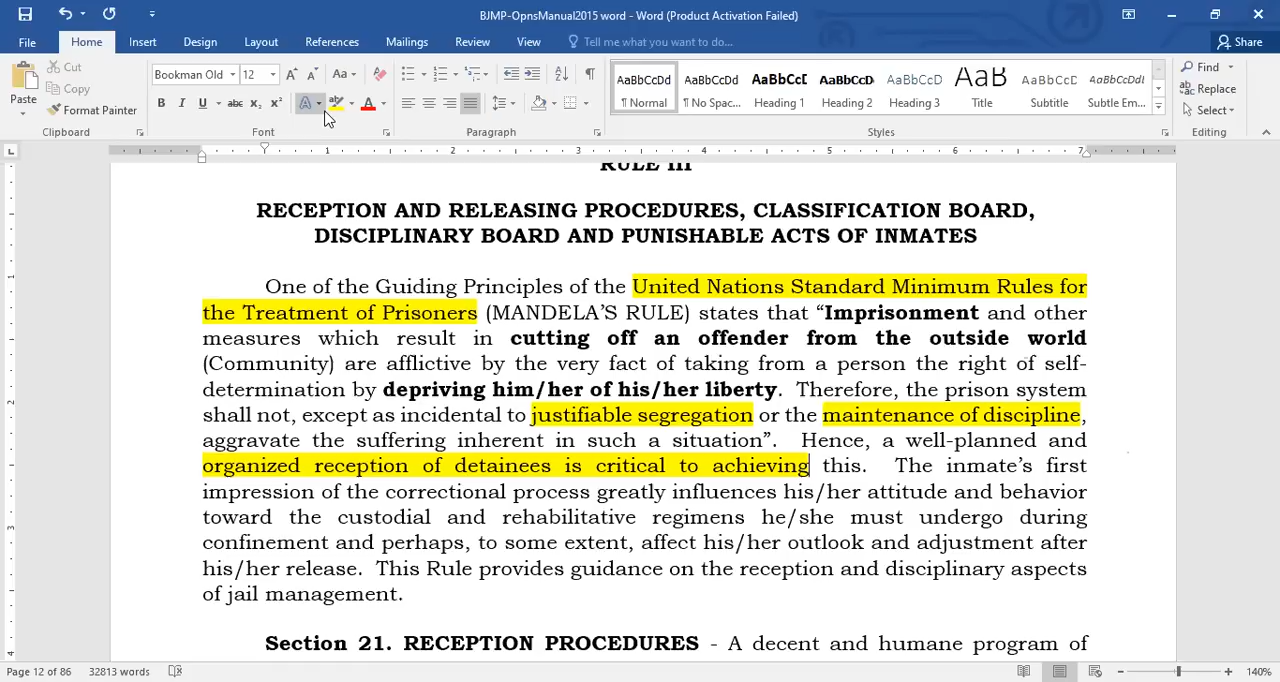 BJMP-OpnsManual2015 word - Word (Product Activation Failed)
File Home Insert Design Layout References Mailings Review View Tell me what you want to do... Share
Paste
Cut
Copy
Format Painter
Clipboard
Bookman Old 12
Font
Paragraph
AaBbCcDd AaBbCcDd AaBbCcI AaBbCcD AaBbCcDd AaB AaBbCcD AaBbCcDd
¶ Normal ¶ No Spac... Heading 1 Heading 2 Heading 3 Title Subtitle Subtle Em...
Styles
Find
Replace
Select
Editing
1 2 3 4 5 6 7
RULE III
RECEPTION AND RELEASING PROCEDURES, CLASSIFICATION BOARD,
DISCIPLINARY BOARD AND PUNISHABLE ACTS OF INMATES
One of the Guiding Principles of the United Nations Standard Minimum Rules for
the Treatment of Prisoners (MANDELA'S RULE) states that “Imprisonment and other
measures which result in cutting off an offender from the outside world
(Community) are afflictive by the very fact of taking from a person the right of self-
determination by depriving him/her of his/her liberty. Therefore, the prison system
shall not, except as incidental to justifiable segregation or the maintenance of discipline,
aggravate the suffering inherent in such a situation”. Hence, a well-planned and
organized reception of detainees is critical to achieving this. The inmate's first
impression of the correctional process greatly influences his/her attitude and behavior
toward the custodial and rehabilitative regimens he/she must undergo during
confinement and perhaps, to some extent, affect his/her outlook and adjustment after
his/her release. This Rule provides guidance on the reception and disciplinary aspects
of jail management.
Section 21. RECEPTION PROCEDURES - A decent and humane program of
Page 12 of 86 32813 words 140%